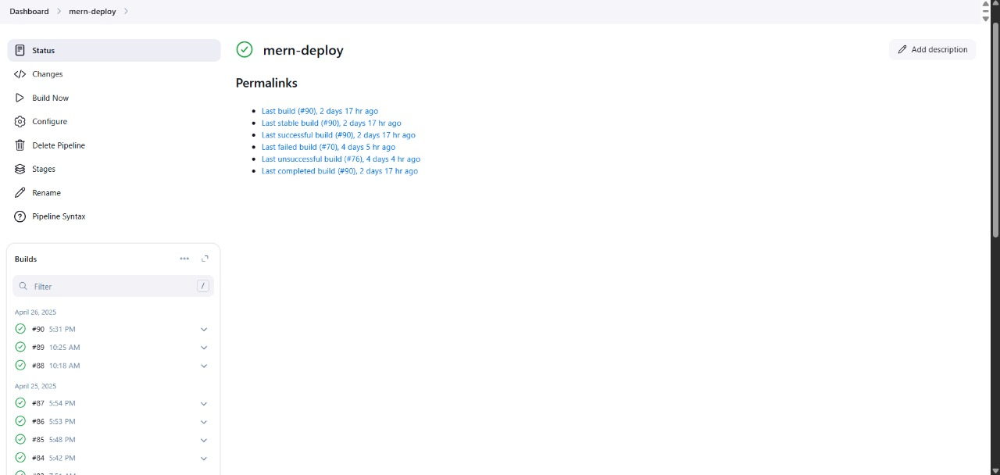 Dashboard > mern-deploy >
Status
Changes
Build Now
Configure
Delete Pipeline
Stages
Rename
Pipeline Syntax
mern-deploy
Add description
Permalinks
Last build (#90), 2 days 17 hr ago
Last stable build (#90), 2 days 17 hr ago
Last successful build (#90), 2 days 17 hr ago
Last failed build (#70), 4 days 5 hr ago
Last unsuccessful build (#76), 4 days 4 hr ago
Last completed build (#90), 2 days 17 hr ago
Builds
Filter /
April 26, 2025
#90 5:31 PM
#89 10:25 AM
#88 10:18 AM
April 25, 2025
#87 5:54 PM
#86 5:53 PM
#85 5:48 PM
#84 5:42 PM